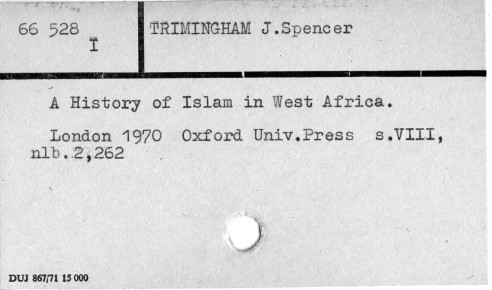 66 528
I
TRIMINGHAM J.Spencer
A History of Islam in West Africa.
London 1970 Oxford Univ.Press s.VIII,
nlb.2,262
DUJ 867/71 15 000